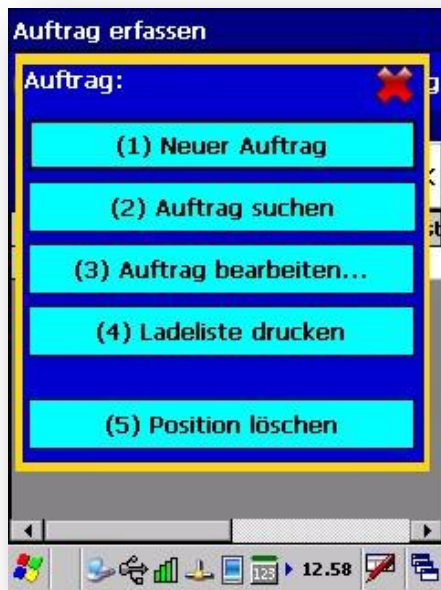 Auftrag erfassen
Auftrag:
(1) Neuer Auftrag
(2) Auftrag suchen
(3) Auftrag bearbeiten...
(4) Ladeliste drucken
(5) Position löschen
123
12.58